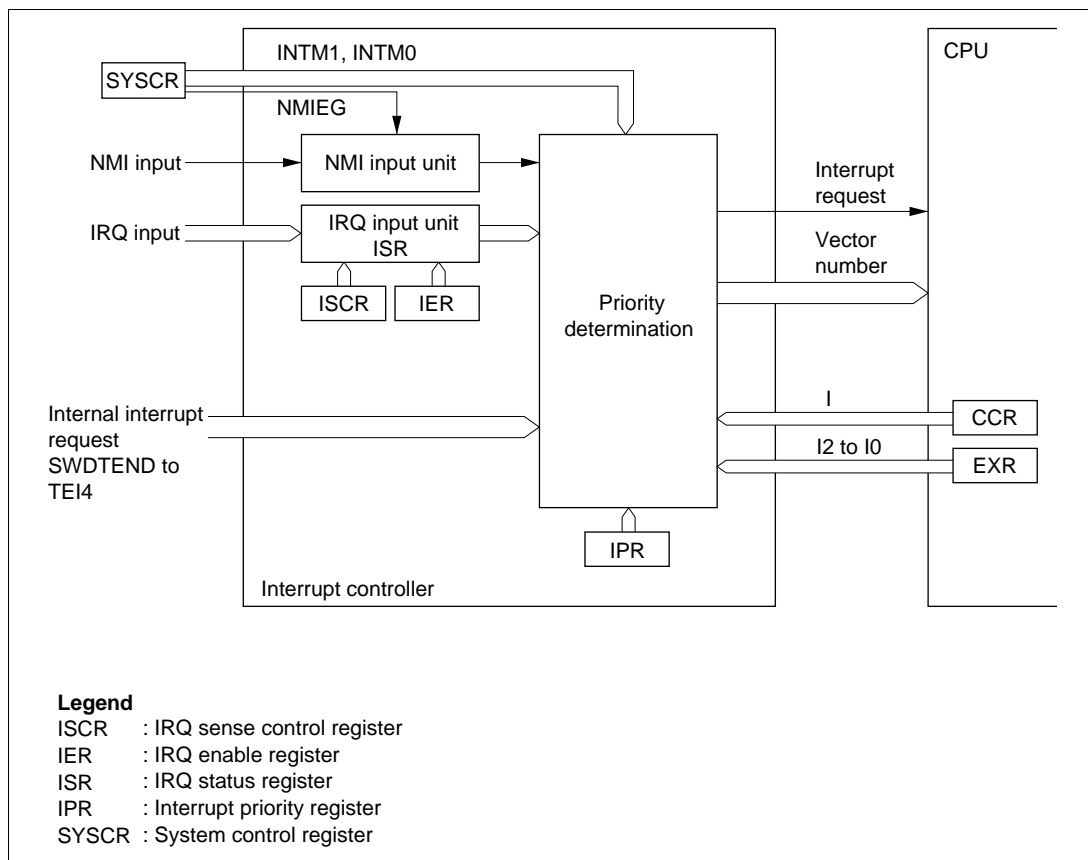 INTM1, INTM0
CPU
SYSCR
NMIEG
NMI input
NMI input unit
Interrupt
request
IRQ input
IRQ input unit
ISR
Vector
number
ISCR
IER
Priority
determination
Internal interrupt
request
SWDTEND to
TEI4
I
CCR
I2 to I0
EXR
IPR
Interrupt controller
Legend
ISCR : IRQ sense control register
IER : IRQ enable register
ISR : IRQ status register
IPR : Interrupt priority register
SYSCR : System control register